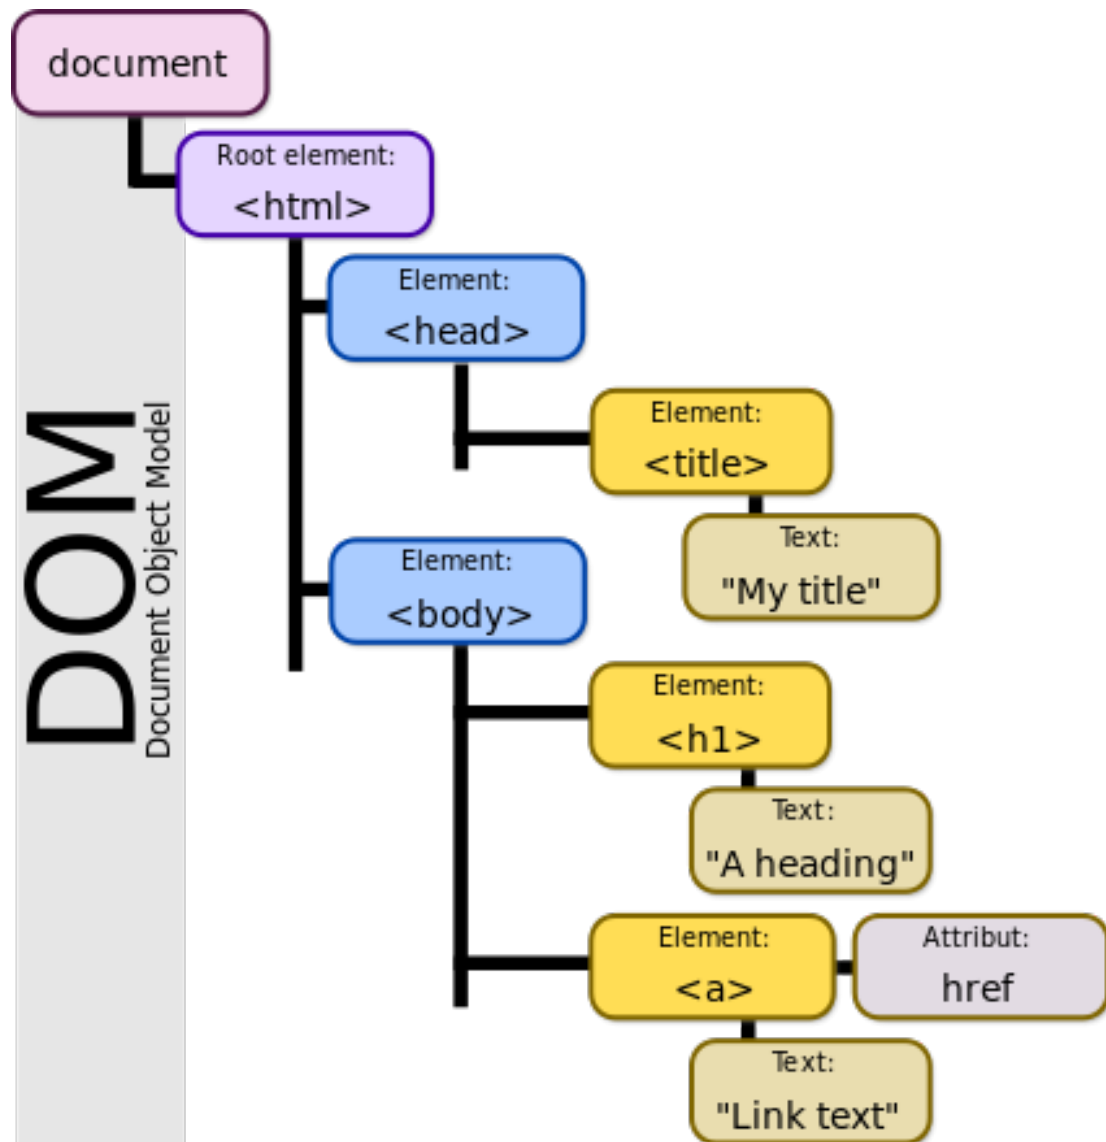 document
Root element:
<html>
Element:
<head>
Element:
<title>
Text:
"My title"
Element:
<body>
Element:
<h1>
Text:
"A heading"
Element:
<a>
Attribut:
href
Text:
"Link text"
DOM
Document Object Model